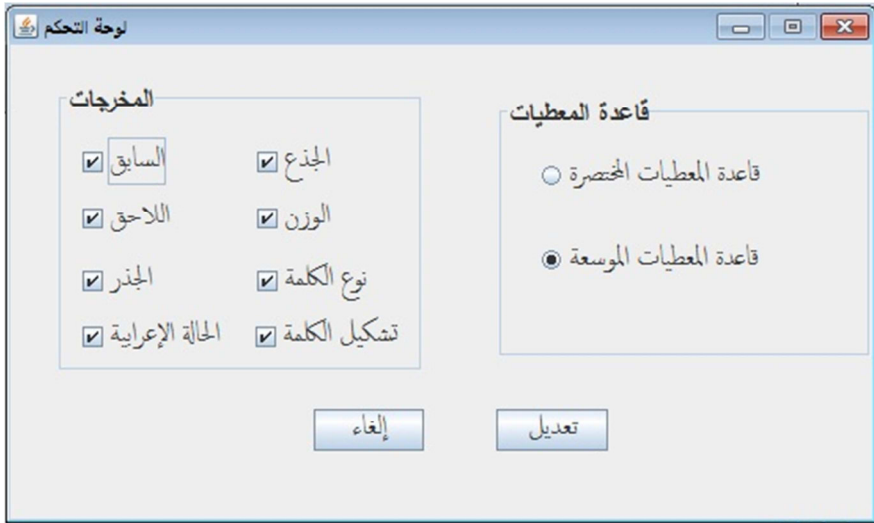 لوحة التحكم
قاعدة المعطيات
قاعدة المعطيات المختصرة
قاعدة المعطيات الموسعة
المخرجات
الجذع السابق
الوزن اللاحق
نوع الكلمة الجذر
تشكيل الكلمة الحالة الإعرابية
تعديل إلغاء